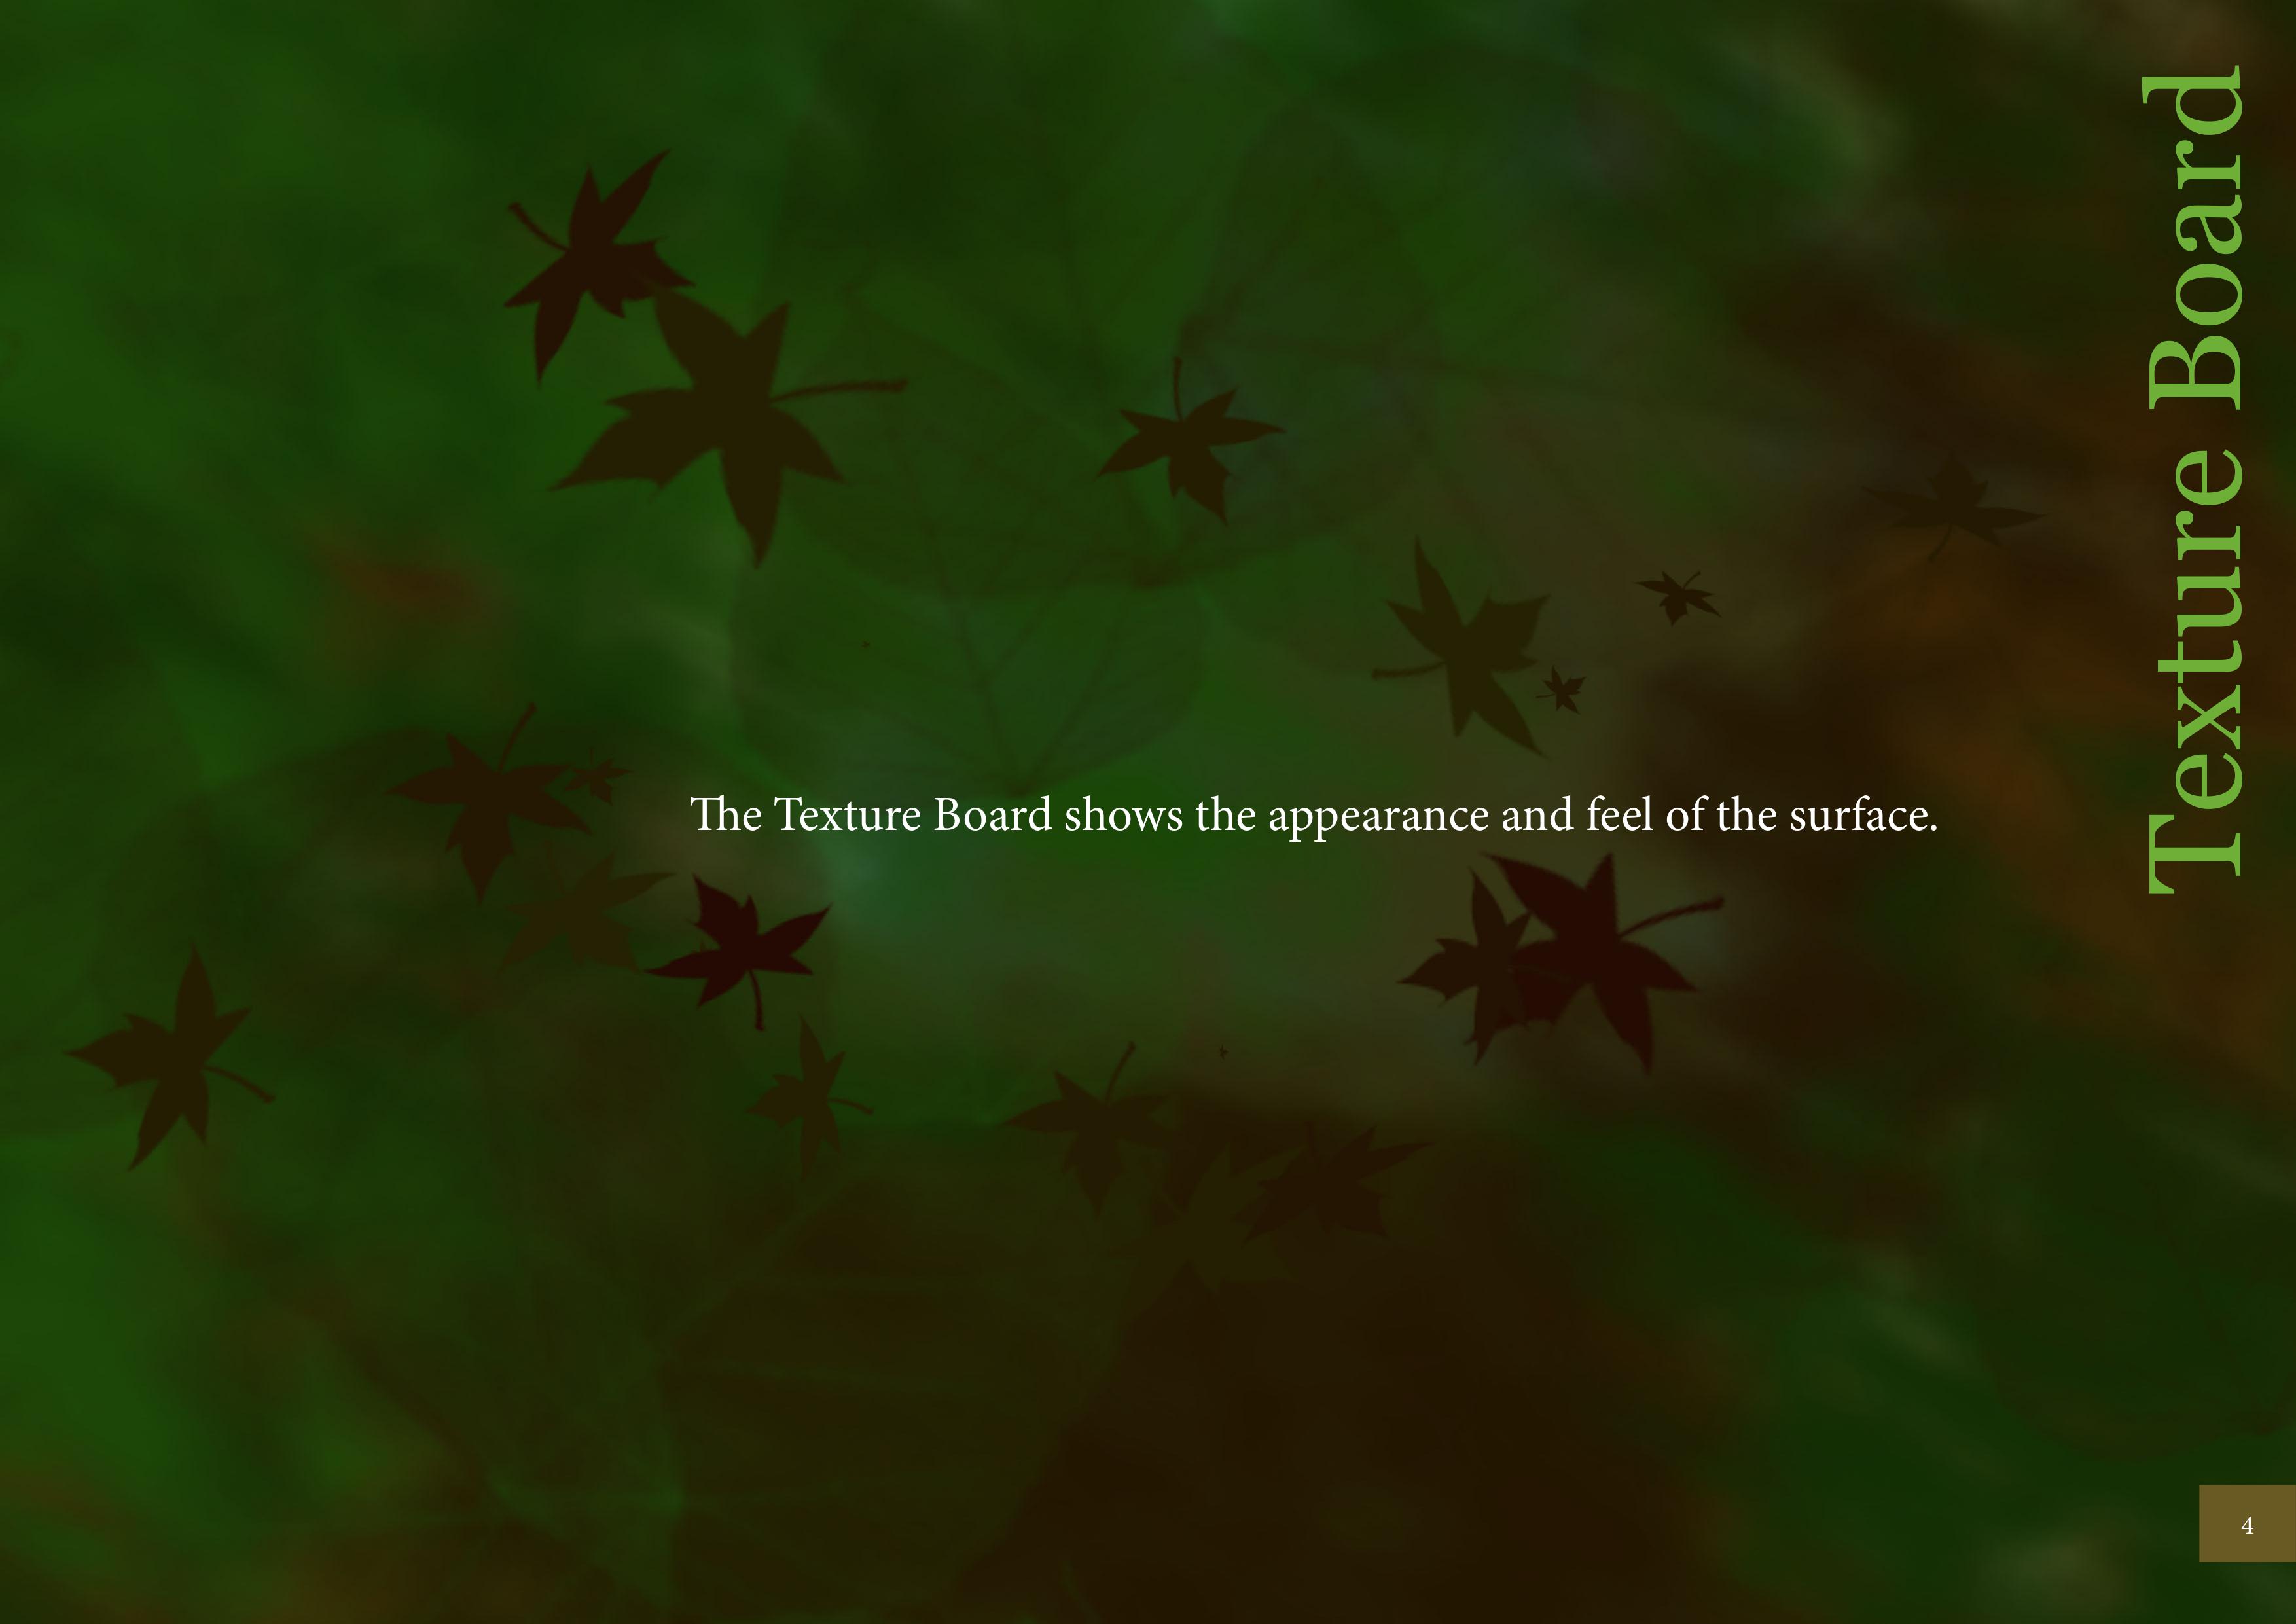 Texture Board
The Texture Board shows the appearance and feel of the surface.
4